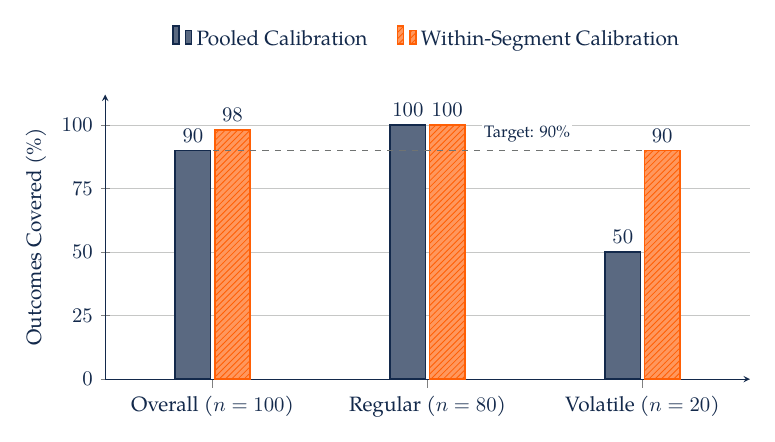 Pooled Calibration
Within-Segment Calibration
Outcomes Covered (%)
100
75
50
25
0
90
98
100
100
Target: 90%
50
90
Overall (n = 100)
Regular (n = 80)
Volatile (n = 20)